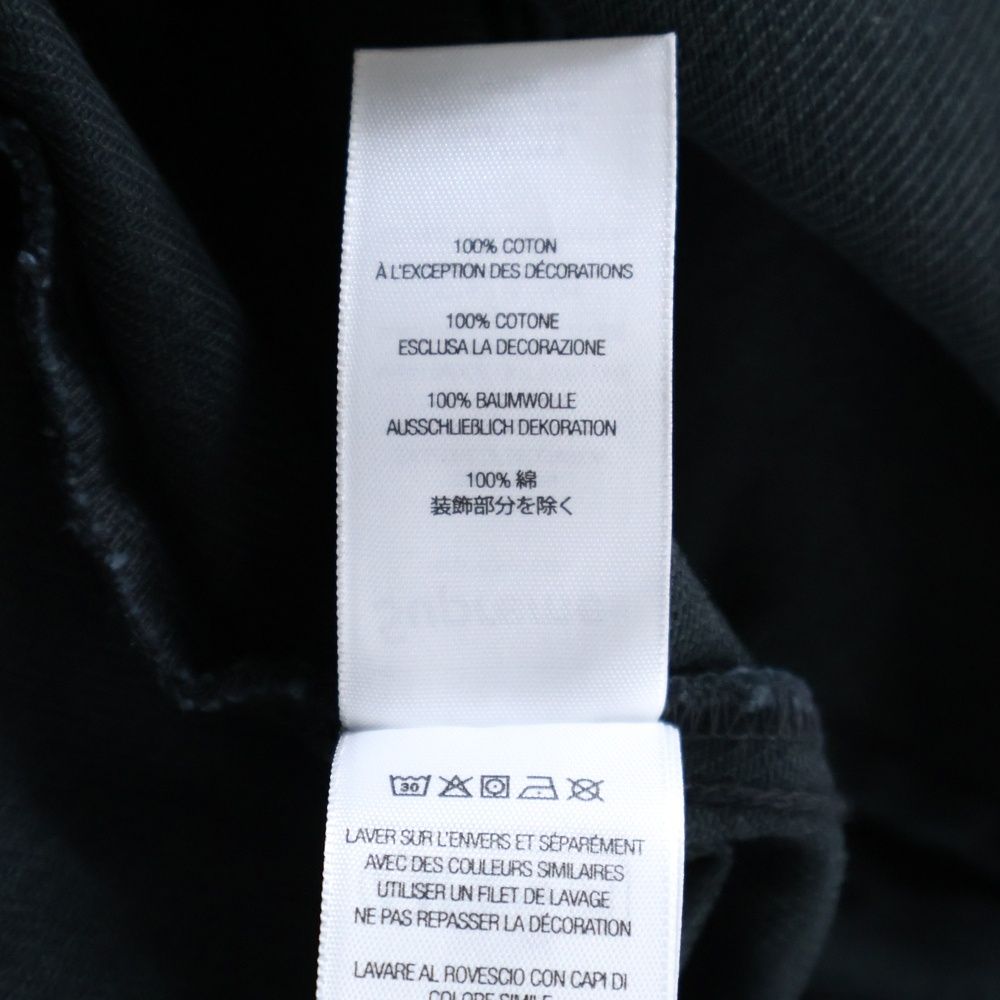 100% COTON
À L'EXCEPTION DES DÉCORATIONS
100% COTONE
ESCLUSA LA DECORAZIONE
100% BAUMWOLLE
AUSSCHLIEßLICH DEKORATION
100% 綿
装飾部分を除く
30
LAVER SUR L'ENVERS ET SÉPARÉMENT
AVEC DES COULEURS SIMILAIRES
UTILISER UN FILET DE LAVAGE
NE PAS REPASSER LA DÉCORATION
LAVARE AL ROVESCIO CON CAPI DI
COLORE SIMILE